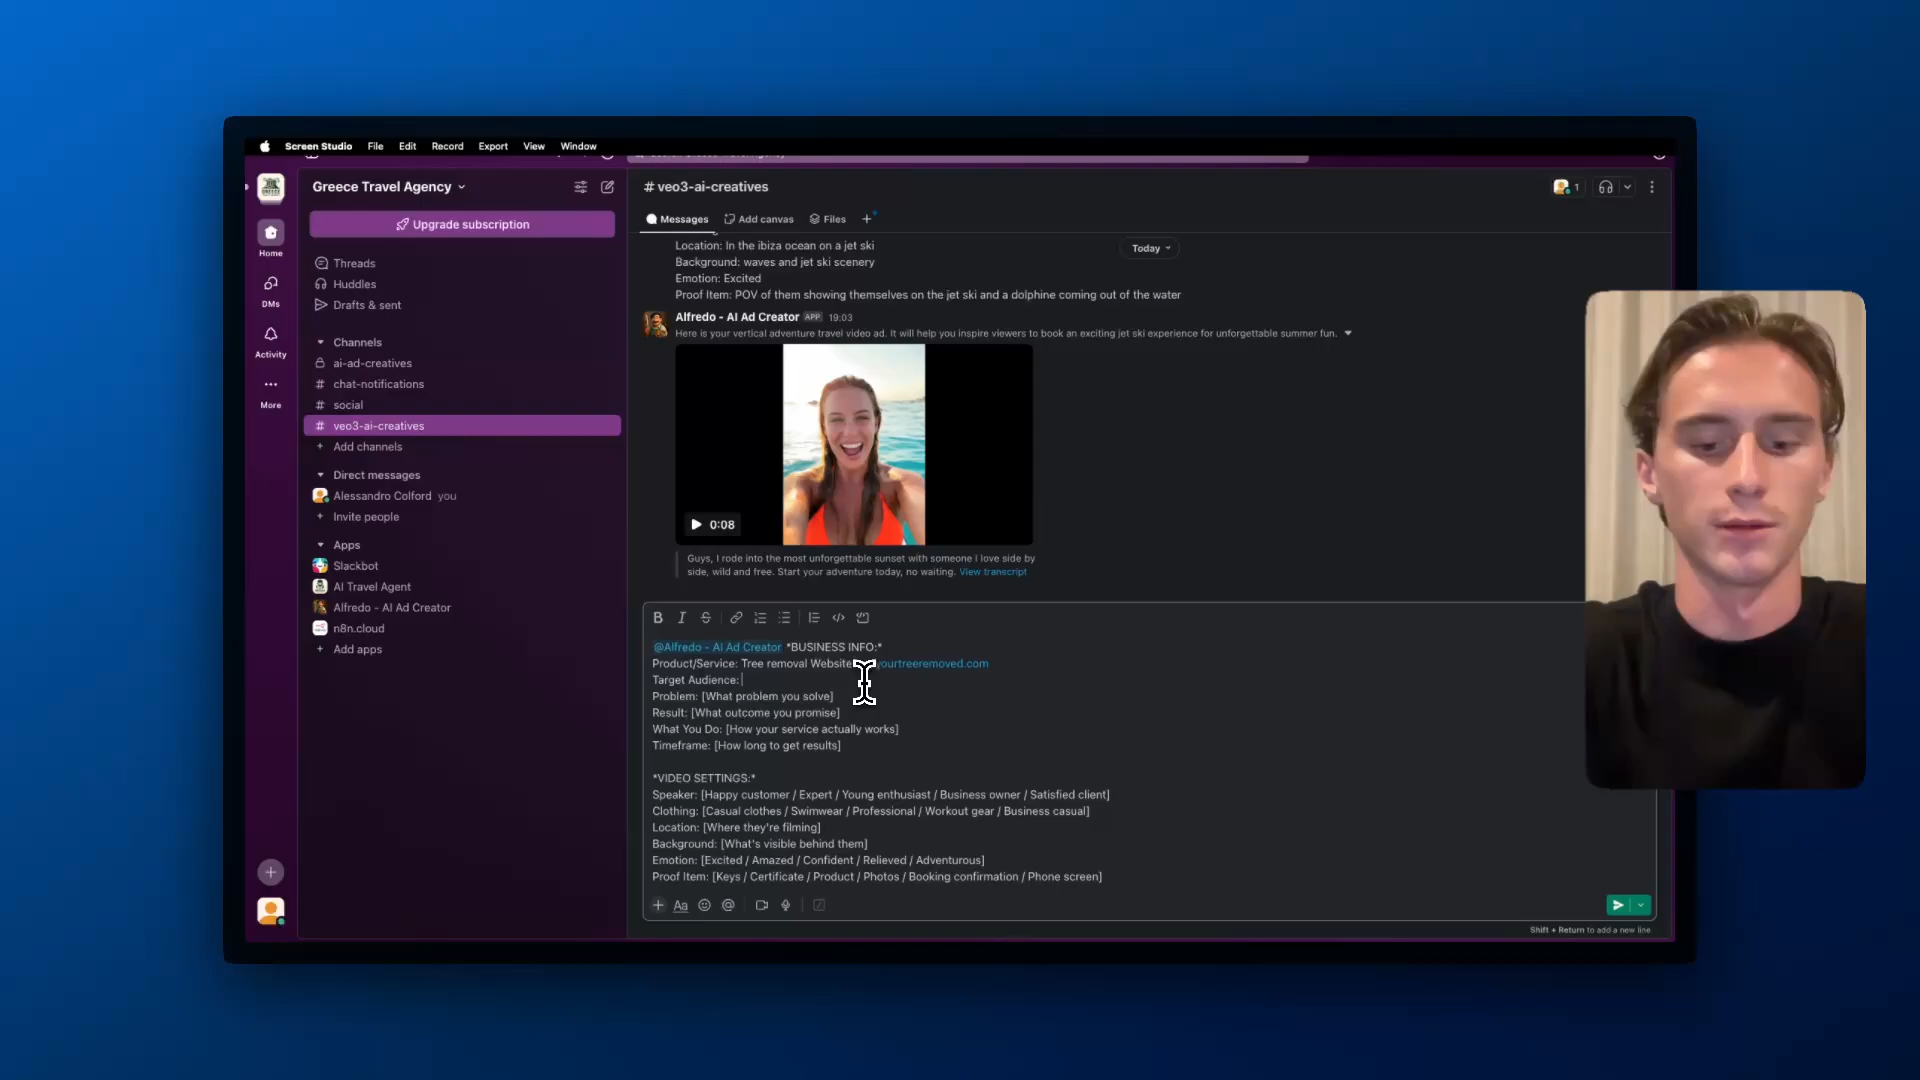 Screen Studio File Edit Record Export View Window
Greece Travel Agency
Upgrade subscription
Home
DMs
Activity
More
Threads
Huddles
Drafts & sent
Channels
ai-ad-creatives
# chat-notifications
# social
# veo3-ai-creatives
+ Add channels
Direct messages
Alessandro Colford you
+ Invite people
Apps
Slackbot
AI Travel Agent
Alfredo - AI Ad Creator
n8n.cloud
+ Add apps
# veo3-ai-creatives
1
Messages Add canvas Files +
Today
Location: In the ibiza ocean on a jet ski
Background: waves and jet ski scenery
Emotion: Excited
Proof Item: POV of them showing themselves on the jet ski and a dolphine coming out of the water
Alfredo - AI Ad Creator APP 19:03
Here is your vertical adventure travel video ad. It will help you inspire viewers to book an exciting jet ski experience for unforgettable summer fun.
0:08
Guys, I rode into the most unforgettable sunset with someone I love side by
side, wild and free. Start your adventure today, no waiting. View transcript
@Alfredo - AI Ad Creator *BUSINESS INFO:*
Product/Service: Tree removal Website yourtreeremoved.com
Target Audience:
Problem: [What problem you solve]
Result: [What outcome you promise]
What You Do: [How your service actually works]
Timeframe: [How long to get results]
*VIDEO SETTINGS:*
Speaker: [Happy customer / Expert / Young enthusiast / Business owner / Satisfied client]
Clothing: [Casual clothes / Swimwear / Professional / Workout gear / Business casual]
Location: [Where they're filming]
Background: [What's visible behind them]
Emotion: [Excited / Amazed / Confident / Relieved / Adventurous]
Proof Item: [Keys / Certificate / Product / Photos / Booking confirmation / Phone screen]
Aa
Shift + Return to add a new line